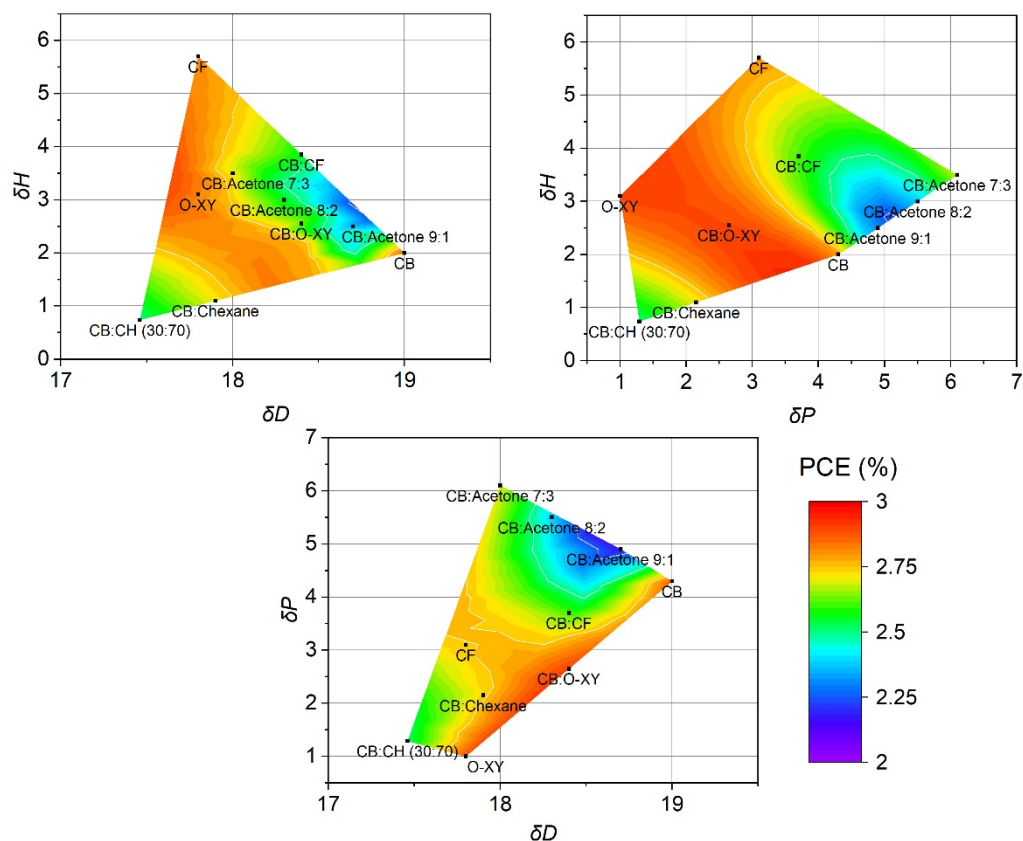 6
5
4
3
2
1
0
δH
CF
CB:CF
CB:Acetone 7:3
O-XY
CB:Acetone 8:2
CB:O-XY
CB:Acetone 9:1
CB
CB:Chexane
CB:CH (30:70)
17
18
19
δD
6
5
4
3
2
1
0
δH
CF
CB:CF
CB:Acetone 7:3
O-XY
CB:Acetone 8:2
CB:O-XY
CB:Acetone 9:1
CB
CB:Chexane
CB:CH (30:70)
1
2
3
4
5
6
7
δP
7
6
5
4
3
2
1
0
δP
CB:Acetone 7:3
CB:Acetone 8:2
CB:Acetone 9:1
CB
CB:CF
CF
CB:O-XY
CB:Chexane
CB:CH (30:70)
O-XY
17
18
19
δD
PCE (%)
3
2.75
2.5
2.25
2